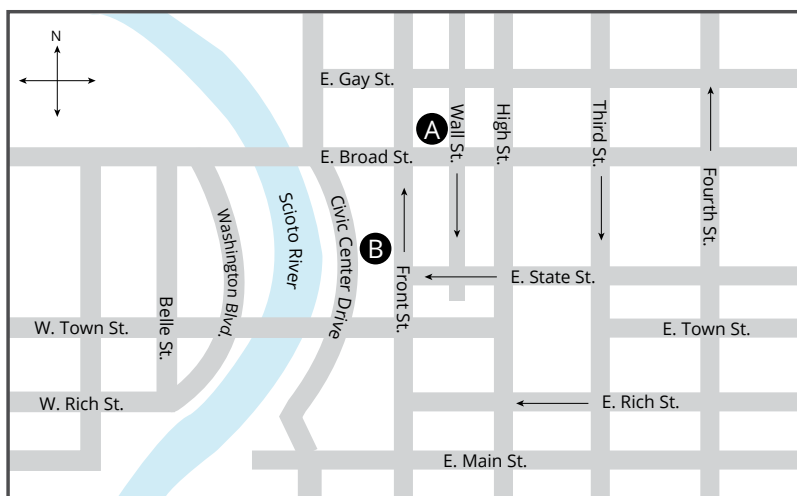 N
E. Gay St.
A
Wall St.
High St.
Third St.
E. Broad St.
Fourth St.
Washington Blvd.
Scioto River
Civic Center Drive
B
Front St.
E. State St.
Belle St.
W. Town St.
E. Town St.
W. Rich St.
E. Rich St.
E. Main St.